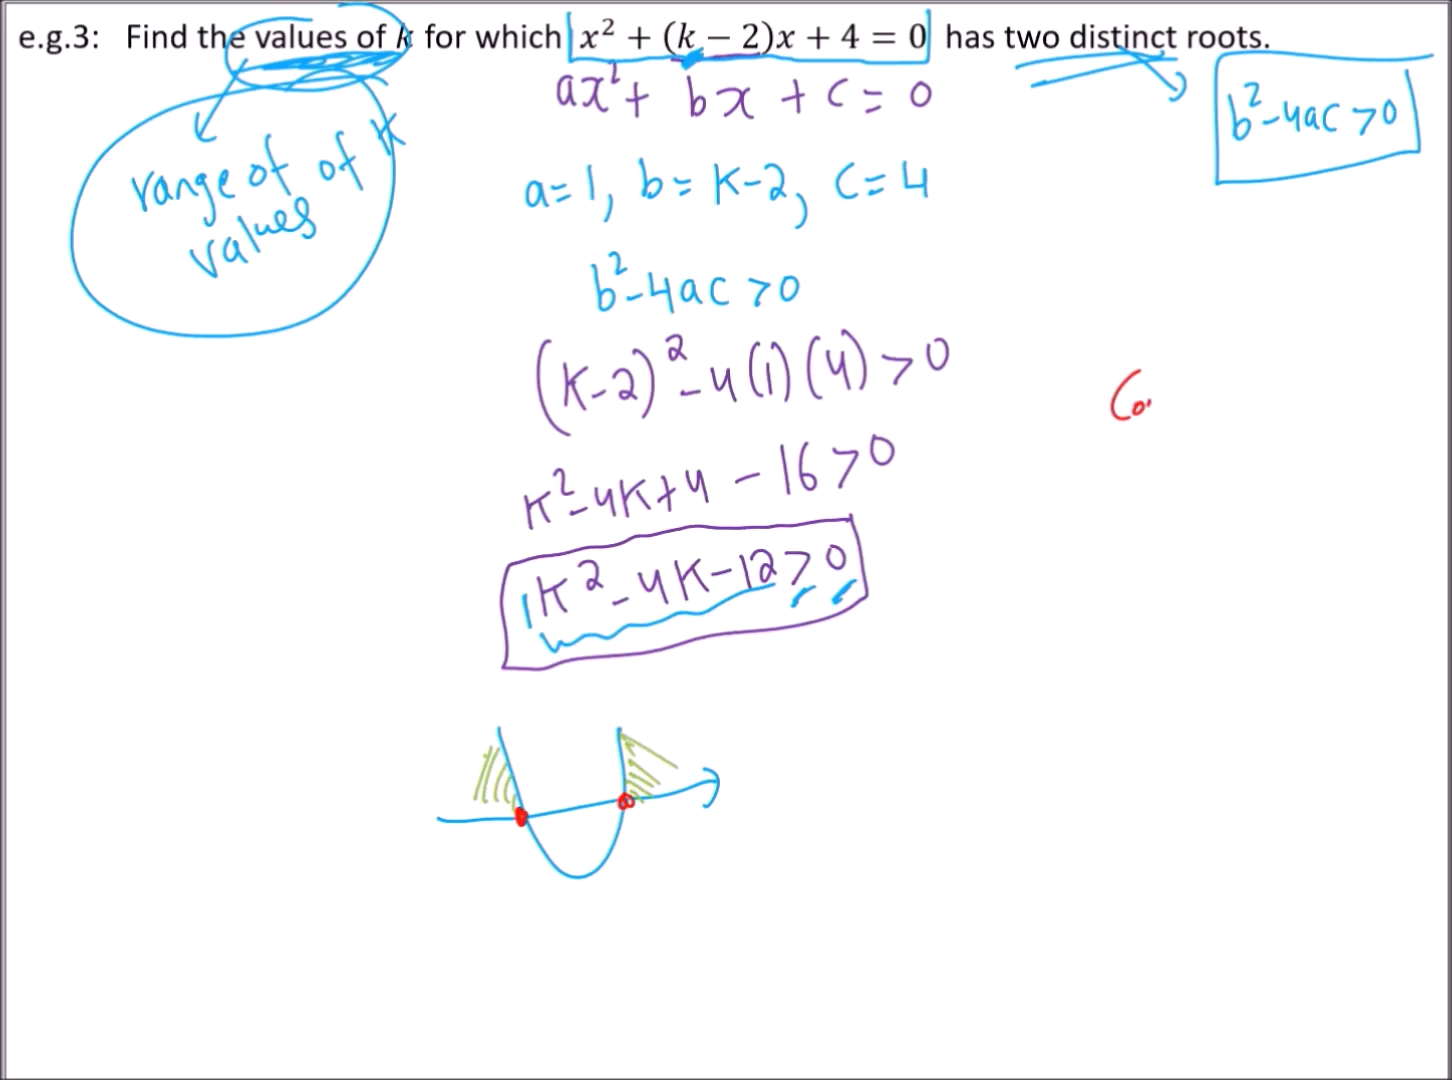 e.g.3: Find the values of k for which x² + (k − 2)x + 4 = 0 has two distinct roots.
ax² + bx + c = 0
b² - 4ac > 0
range of of k
values
a = 1, b = k-2, c = 4
b² - 4ac > 0
(k-2)² - 4(1)(4) > 0
k² - 4k + 4 - 16 > 0
1k² - 4k - 12 > 0